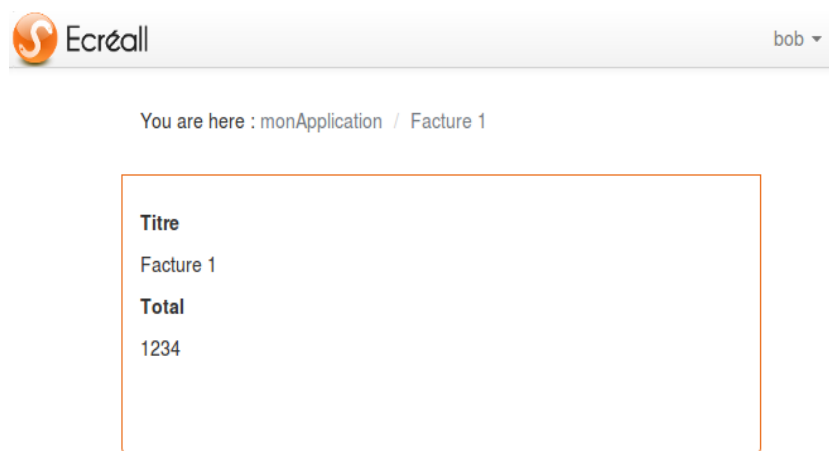 Ecréall
bob
You are here : monApplication / Facture 1
Titre
Facture 1
Total
1234